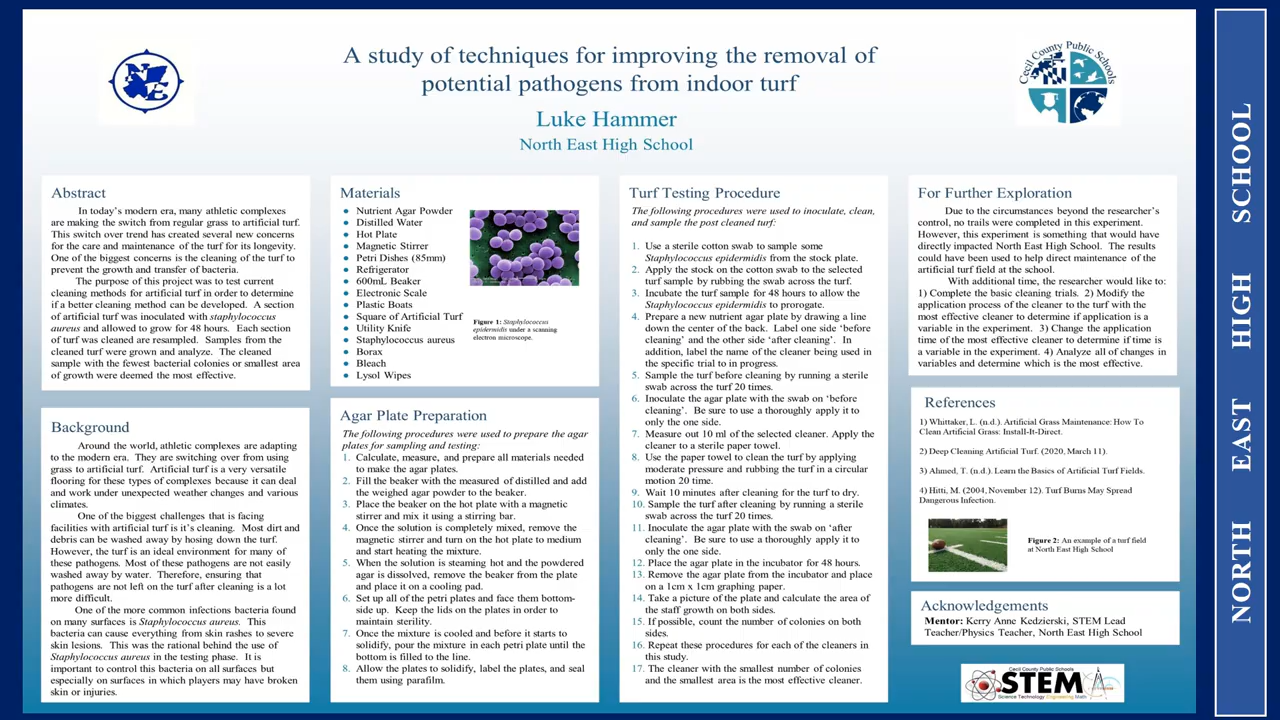 A study of techniques for improving the removal of
potential pathogens from indoor turf
Luke Hammer
North East High School
Cecil County Public Schools
NORTH EAST HIGH SCHOOL
Abstract
In today's modern era, many athletic complexes
are making the switch from regular grass to artificial turf.
This switch over trend has created several new concerns
for the care and maintenance of the turf for its longevity.
One of the biggest concerns is the cleaning of the turf to
prevent the growth and transfer of bacteria.
The purpose of this project was to test current
cleaning methods for artificial turf in order to determine
if a better cleaning method can be developed. A section
of artificial turf was inoculated with staphylococcus
aureus and allowed to grow for 48 hours. Each section
of turf was cleaned are resampled. Samples from the
cleaned turf were grown and analyze. The cleaned
sample with the fewest bacterial colonies or smallest area
of growth were deemed the most effective.
Background
Around the world, athletic complexes are adapting
to the modern era. They are switching over from using
grass to artificial turf. Artificial turf is a very versatile
flooring for these types of complexes because it can deal
and work under unexpected weather changes and various
climates.
One of the biggest challenges that is facing
facilities with artificial turf is it's cleaning. Most dirt and
debris can be washed away by hosing down the turf.
However, the turf is an ideal environment for many of
these pathogens. Most of these pathogens are not easily
washed away by water. Therefore, ensuring that
pathogens are not left on the turf after cleaning is a lot
more difficult.
One of the more common infections bacteria found
on many surfaces is Staphylococcus aureus. This
bacteria can cause everything from skin rashes to severe
skin lesions. This was the rational behind the use of
Staphylococcus aureus in the testing phase. It is
important to control this bacteria on all surfaces but
especially on surfaces in which players may have broken
skin or injuries.
Materials
● Nutrient Agar Powder
● Distilled Water
● Hot Plate
● Magnetic Stirrer
● Petri Dishes (85mm)
● Refrigerator
● 600mL Beaker
● Electronic Scale
● Plastic Boats
● Square of Artificial Turf
● Utility Knife
● Staphylococcus aureus
● Borax
● Bleach
● Lysol Wipes
Figure 1: Staphylococcus
epidermidis under a scanning
electron microscope.
Agar Plate Preparation
The following procedures were used to prepare the agar
plates for sampling and testing:
1. Calculate, measure, and prepare all materials needed
to make the agar plates.
2. Fill the beaker with the measured of distilled and add
the weighed agar powder to the beaker.
3. Place the beaker on the hot plate with a magnetic
stirrer and mix it using a stirring bar.
4. Once the solution is completely mixed, remove the
magnetic stirrer and turn on the hot plate to medium
and start heating the mixture.
5. When the solution is steaming hot and the powdered
agar is dissolved, remove the beaker from the plate
and place it on a cooling pad.
6. Set up all of the petri plates and face them bottom-
side up. Keep the lids on the plates in order to
maintain sterility.
7. Once the mixture is cooled and before it starts to
solidify, pour the mixture in each petri plate until the
bottom is filled to the line.
8. Allow the plates to solidify, label the plates, and seal
them using parafilm.
Turf Testing Procedure
The following procedures were used to inoculate, clean,
and sample the post cleaned turf:
1. Use a sterile cotton swab to sample some
Staphylococcus epidermidis from the stock plate.
2. Apply the stock on the cotton swab to the selected
turf sample by rubbing the swab across the turf.
3. Incubate the turf sample for 48 hours to allow the
Staphylococcus epidermidis to prorogate.
4. Prepare a new nutrient agar plate by drawing a line
down the center of the back. Label one side 'before
cleaning' and the other side 'after cleaning'. In
addition, label the name of the cleaner being used in
the specific trial to in progress.
5. Sample the turf before cleaning by running a sterile
swab across the turf 20 times.
6. Inoculate the agar plate with the swab on 'before
cleaning'. Be sure to use a thoroughly apply it to
only the one side.
7. Measure out 10 ml of the selected cleaner. Apply the
cleaner to a sterile paper towel.
8. Use the paper towel to clean the turf by applying
moderate pressure and rubbing the turf in a circular
motion 20 time.
9. Wait 10 minutes after cleaning for the turf to dry.
10. Sample the turf after cleaning by running a sterile
swab across the turf 20 times.
11. Inoculate the agar plate with the swab on 'after
cleaning'. Be sure to use a thoroughly apply it to
only the one side.
12. Place the agar plate in the incubator for 48 hours.
13. Remove the agar plate from the incubator and place
on a 1cm x 1cm graphing paper.
14. Take a picture of the plate and calculate the area of
the staff growth on both sides.
15. If possible, count the number of colonies on both
sides.
16. Repeat these procedures for each of the cleaners in
this study.
17. The cleaner with the smallest number of colonies
and the smallest area is the most effective cleaner.
For Further Exploration
Due to the circumstances beyond the researcher's
control, no trails were completed in this experiment.
However, this experiment is something that would have
directly impacted North East High School. The results
could have been used to help direct maintenance of the
artificial turf field at the school.
With additional time, the researcher would like to:
1) Complete the basic cleaning trials. 2) Modify the
application process of the cleaner to the turf with the
most effective cleaner to determine if application is a
variable in the experiment. 3) Change the application
time of the most effective cleaner to determine if time is
a variable in the experiment. 4) Analyze all of changes in
variables and determine which is the most effective.
References
1) Whittaker, L. (n.d.). Artificial Grass Maintenance: How To
Clean Artificial Grass: Install-It-Direct.
2) Deep Cleaning Artificial Turf. (2020, March 11).
3) Ahmed, T. (n.d.). Learn the Basics of Artificial Turf Fields.
4) Hitti, M. (2004, November 12). Turf Burns May Spread
Dangerous Infection.
Figure 2: An example of a turf field
at North East High School
Acknowledgements
Mentor: Kerry Anne Kedzierski, STEM Lead
Teacher/Physics Teacher, North East High School
Cecil County Public Schools
STEM
Science Technology Engineering Math